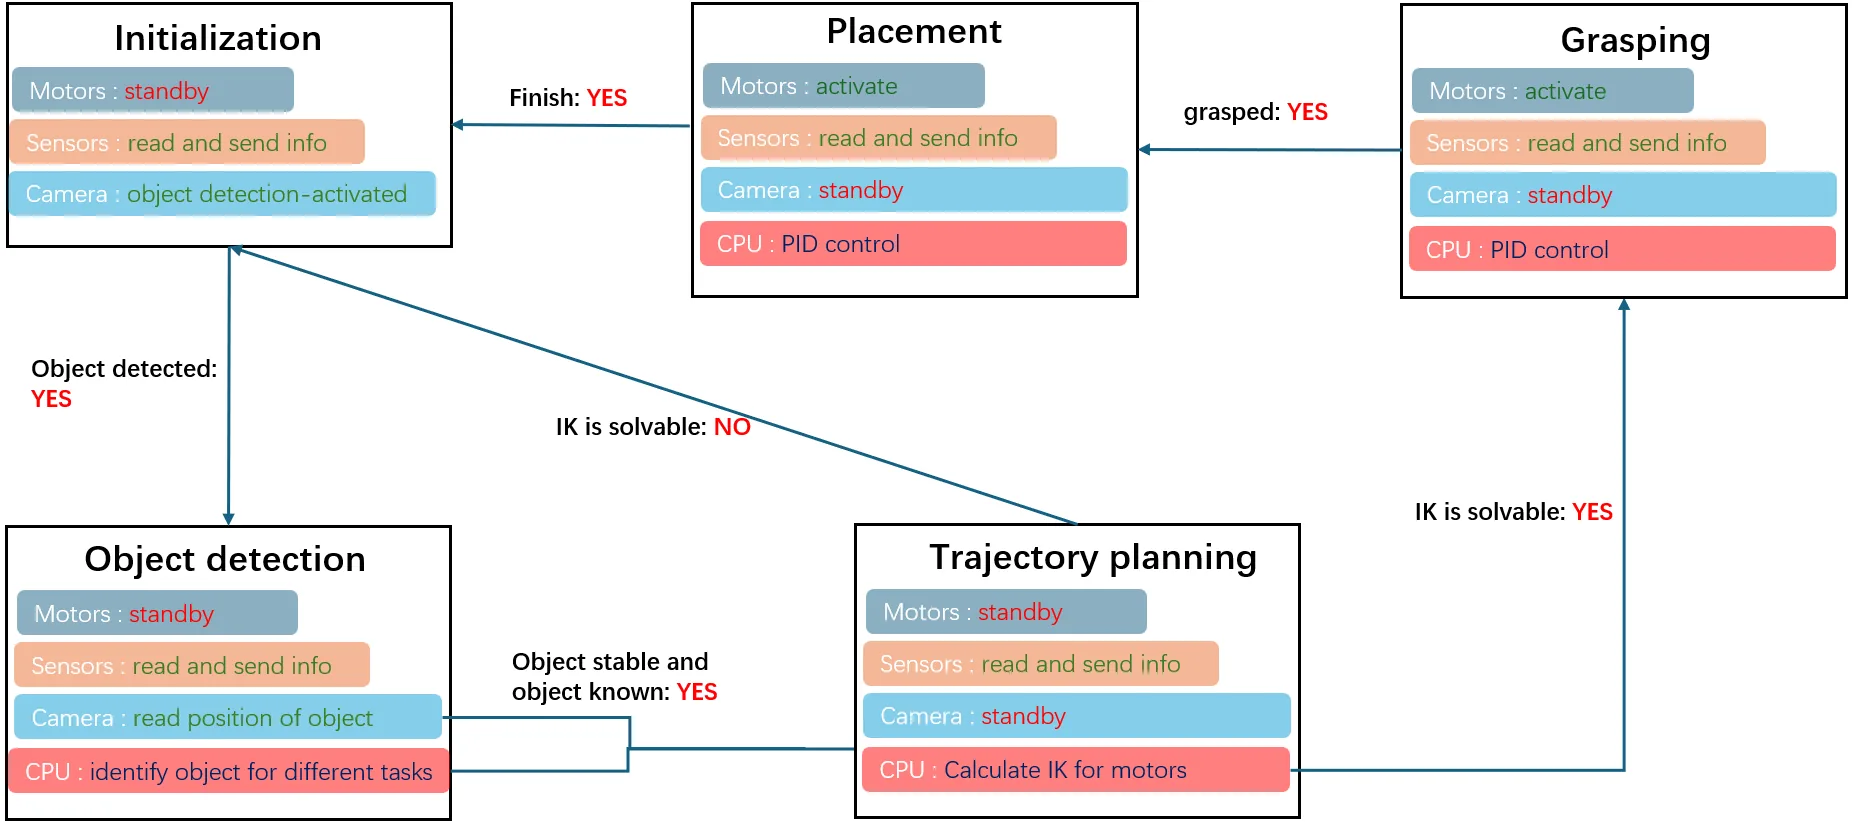 Initialization
Motors : standby
Sensors : read and send info
Camera : object detection-activated
Finish: YES
Placement
Motors : activate
Sensors : read and send info
Camera : standby
CPU : PID control
grasped: YES
Grasping
Motors : activate
Sensors : read and send info
Camera : standby
CPU : PID control
Object detected:
YES
IK is solvable: NO
IK is solvable: YES
Object detection
Motors : standby
Sensors : read and send info
Camera : read position of object
CPU : identify object for different tasks
Object stable and
object known: YES
Trajectory planning
Motors : standby
Sensors : read and send info
Camera : standby
CPU : Calculate IK for motors